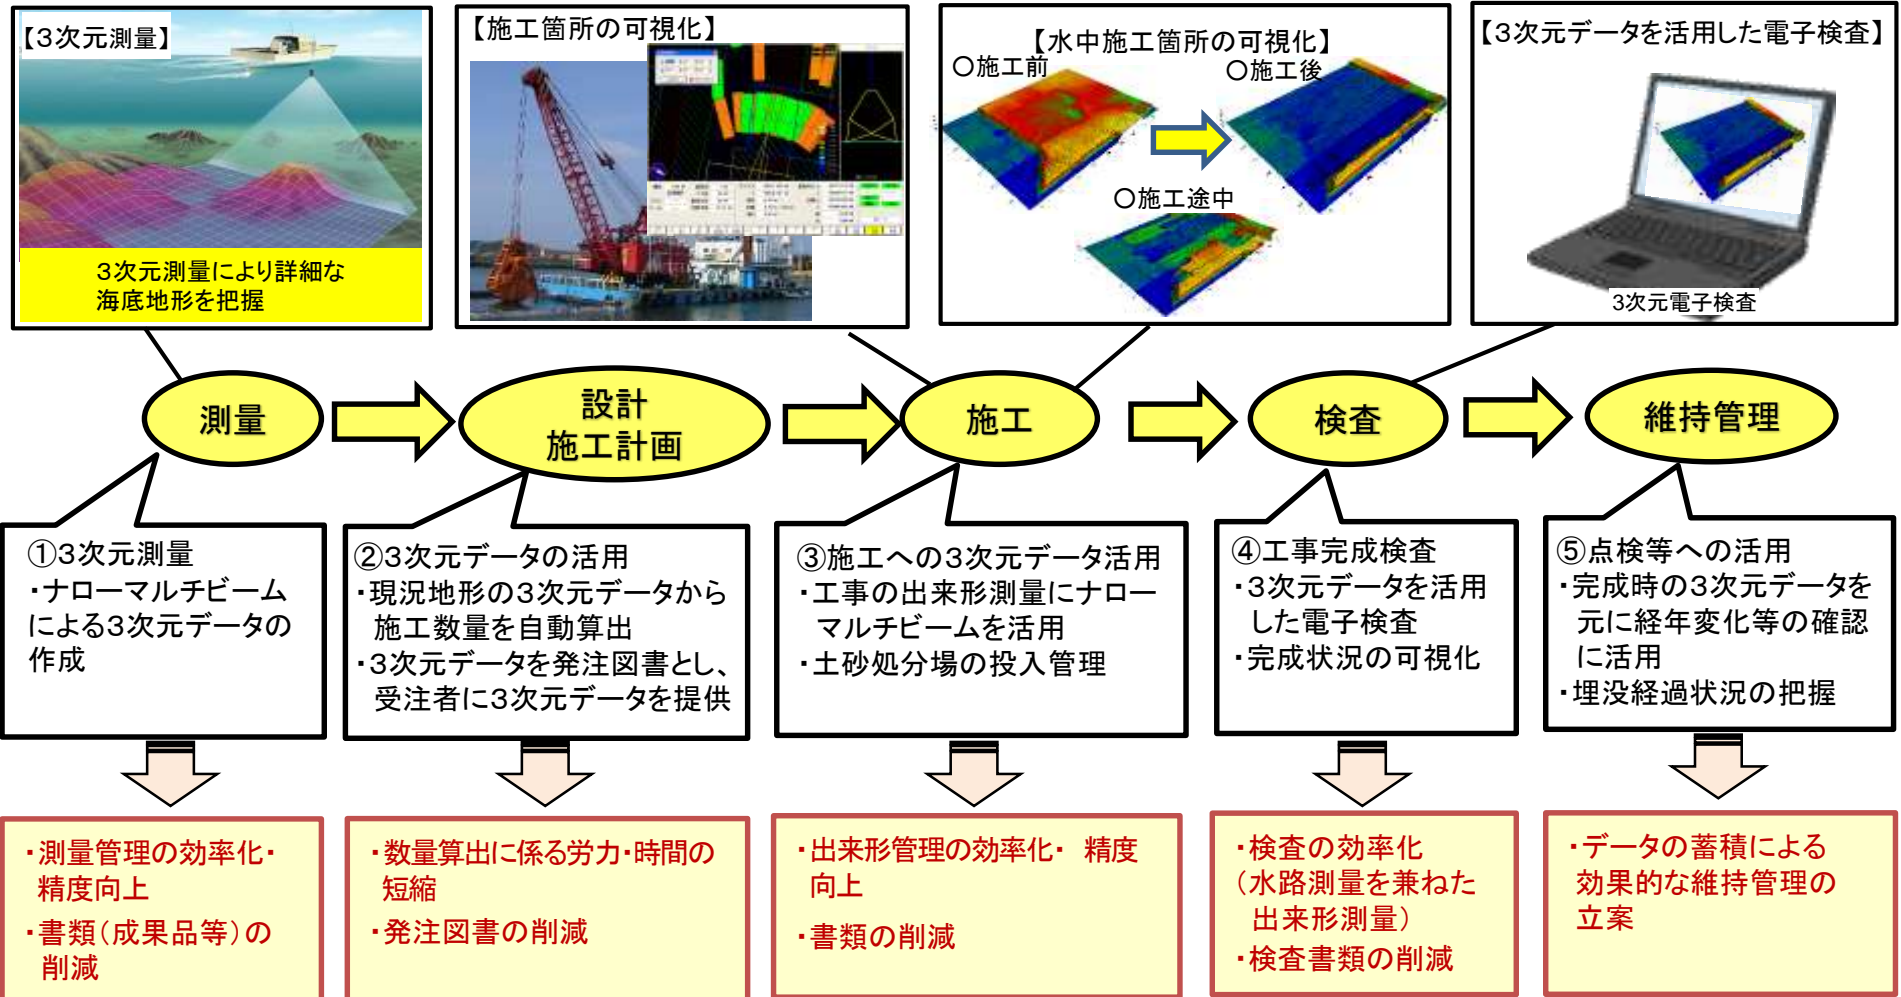 【3次元測量】
3次元測量により詳細な
海底地形を把握
【施工箇所の可視化】
【水中施工箇所の可視化】
○施工前
○施工後
○施工途中
【3次元データを活用した電子検査】
3次元電子検査
測量
設計
施工計画
施工
検査
維持管理
①3次元測量
・ナローマルチビーム
による3次元データの
作成
②3次元データの活用
・現況地形の3次元データから
施工数量を自動算出
・3次元データを発注図書とし、
受注者に3次元データを提供
③施工への3次元データ活用
・工事の出来形測量にナロー
マルチビームを活用
・土砂処分場の投入管理
④工事完成検査
・3次元データを活用
した電子検査
・完成状況の可視化
⑤点検等への活用
・完成時の3次元データを
元に経年変化等の確認
に活用
・埋没経過状況の把握
・測量管理の効率化・
精度向上
・書類(成果品等)の
削減
・数量算出に係る労力・時間の
短縮
・発注図書の削減
・出来形管理の効率化・ 精度
向上
・書類の削減
・検査の効率化
(水路測量を兼ねた
出来形測量)
・検査書類の削減
・データの蓄積による
効果的な維持管理の
立案